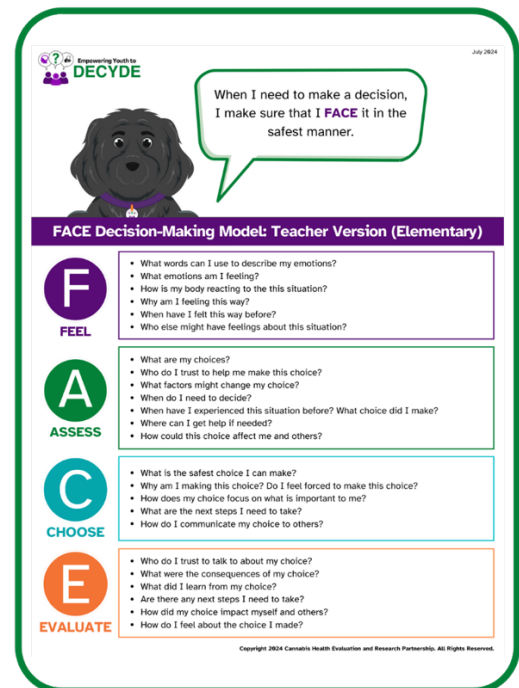 July 2024
Empowering Youth to
DECYDE
When I need to make a decision,
I make sure that I FACE it in the
safest manner.
FACE Decision-Making Model: Teacher Version (Elementary)
F
FEEL
• What words can I use to describe my emotions?
• What emotions am I feeling?
• How is my body reacting to the this situation?
• Why am I feeling this way?
• When have I felt this way before?
• Who else might have feelings about this situation?
A
ASSESS
• What are my choices?
• Who do I trust to help me make this choice?
• What factors might change my choice?
• When do I need to decide?
• When have I experienced this situation before? What choice did I make?
• Where can I get help if needed?
• How could this choice affect me and others?
C
CHOOSE
• What is the safest choice I can make?
• Why am I making this choice? Do I feel forced to make this choice?
• How does my choice focus on what is important to me?
• What are the next steps I need to take?
• How do I communicate my choice to others?
E
EVALUATE
• Who do I trust to talk to about my choice?
• What were the consequences of my choice?
• What did I learn from my choice?
• Are there any next steps I need to take?
• How did my choice impact myself and others?
• How do I feel about the choice I made?
Copyright 2024 Cannabis Health Evaluation and Research Partnership. All Rights Reserved.